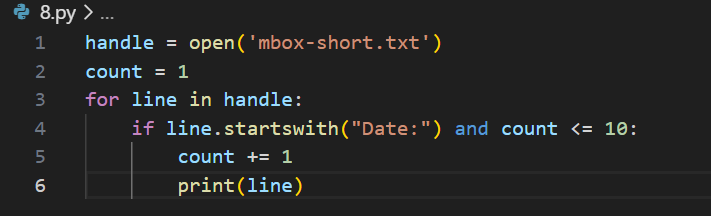 8.py > ...
1 handle = open('mbox-short.txt')
2 count = 1
3 for line in handle:
4     if line.startswith("Date:") and count <= 10:
5         count += 1
6         print(line)